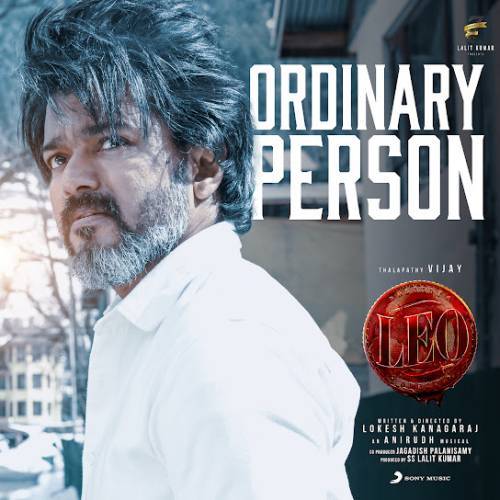 LALIT KUMAR
PRESENTS
ORDINARY
PERSON
THALAPATHY VIJAY
LEO
WRITTEN & DIRECTED BY
LOKESH KANAGARAJ
AN ANIRUDH MUSICAL
CO PRODUCER JAGADISH PALANISAMY
PRODUCED BY SS LALIT KUMAR
SONY MUSIC